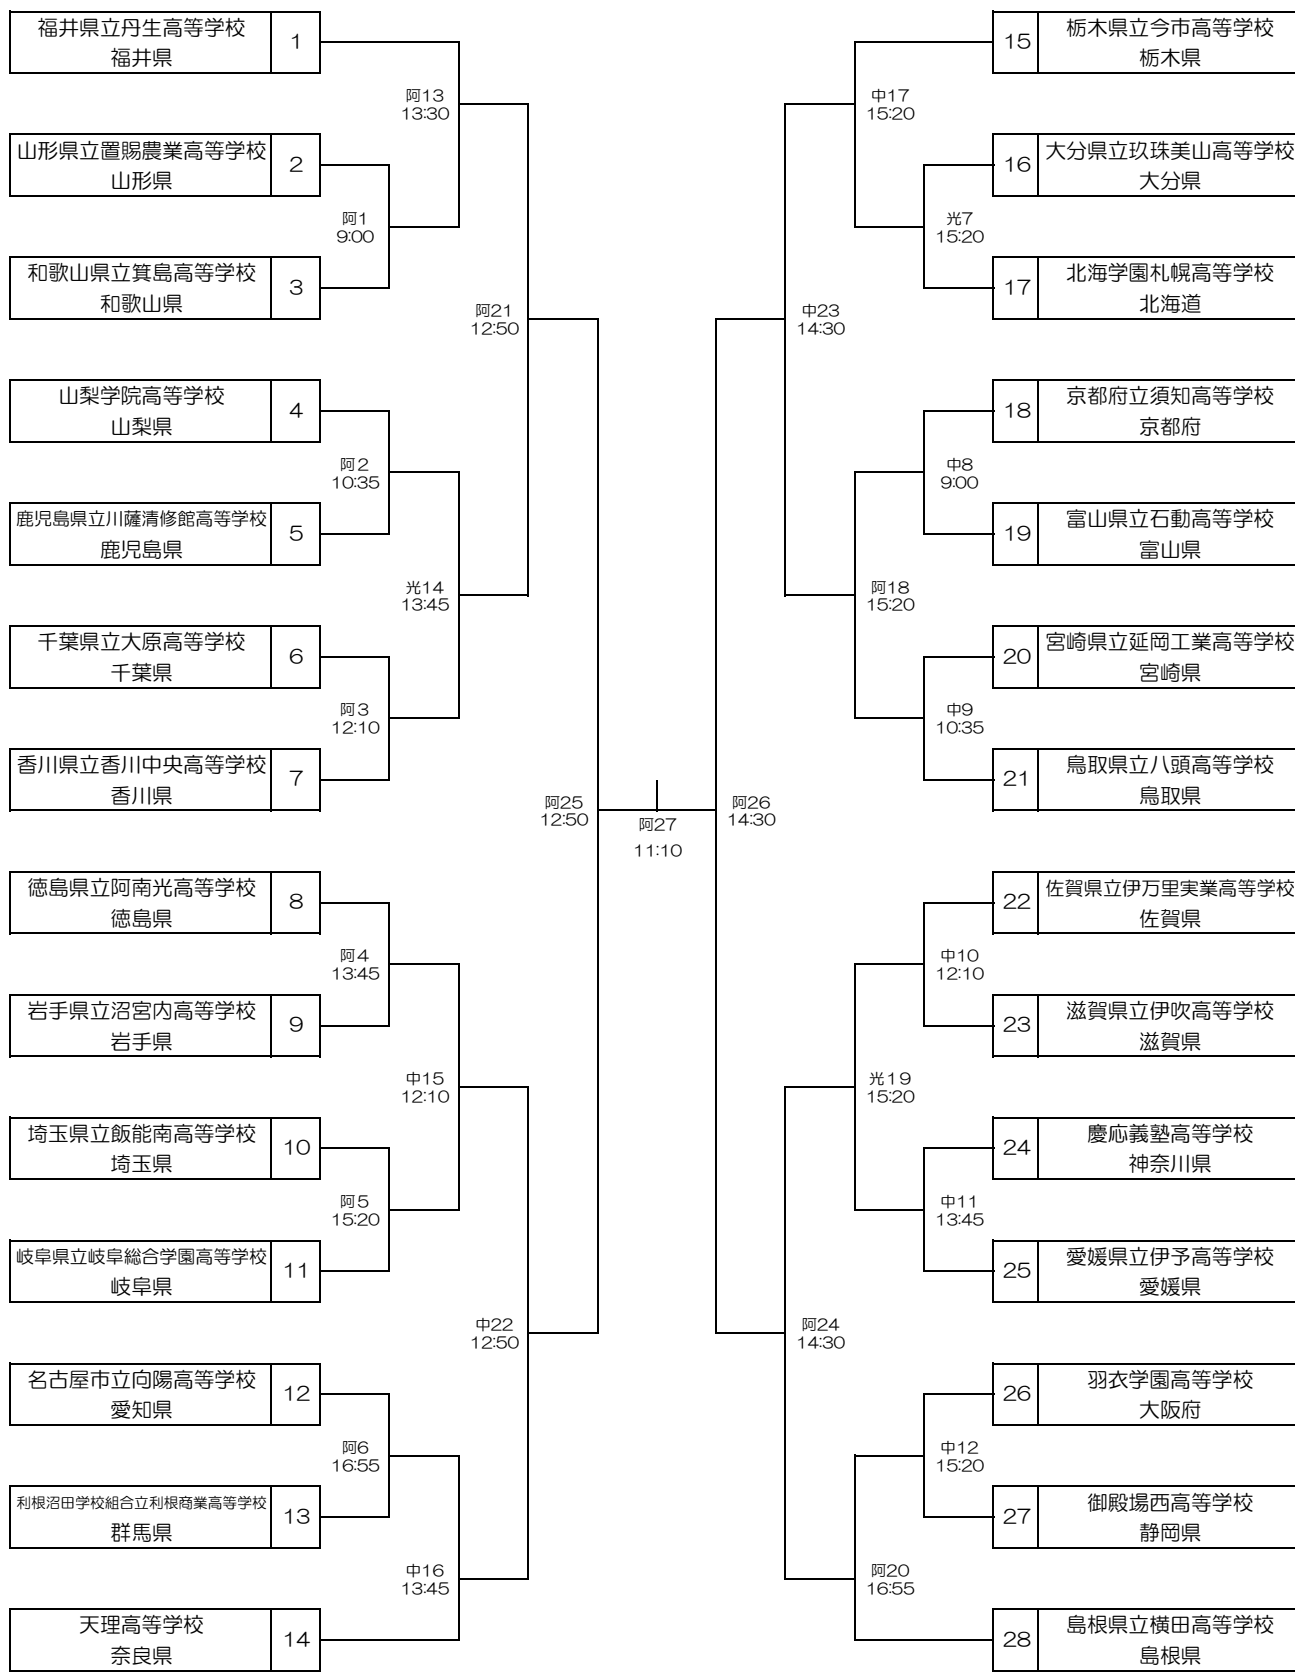 福井県立丹生高等学校
福井県
1
山形県立置賜農業高等学校
山形県
2
和歌山県立箕島高等学校
和歌山県
3
山梨学院高等学校
山梨県
4
鹿児島県立川薩清修館高等学校
鹿児島県
5
千葉県立大原高等学校
千葉県
6
香川県立香川中央高等学校
香川県
7
徳島県立阿南光高等学校
徳島県
8
岩手県立沼宮内高等学校
岩手県
9
埼玉県立飯能南高等学校
埼玉県
10
岐阜県立岐阜総合学園高等学校
岐阜県
11
名古屋市立向陽高等学校
愛知県
12
利根沼田学校組合立利根商業高等学校
群馬県
13
天理高等学校
奈良県
14
阿1
9:00
阿2
10:35
阿3
12:10
阿4
13:45
阿5
15:20
阿6
16:55
阿13
13:30
光14
13:45
中15
12:10
中16
13:45
阿21
12:50
中22
12:50
阿25
12:50
阿27
11:10
阿26
14:30
中23
14:30
阿24
14:30
中17
15:20
阿18
15:20
光19
15:20
阿20
16:55
光7
15:20
中8
9:00
中9
10:35
中10
12:10
中11
13:45
中12
15:20
15
栃木県立今市高等学校
栃木県
16
大分県立玖珠美山高等学校
大分県
17
北海学園札幌高等学校
北海道
18
京都府立須知高等学校
京都府
19
富山県立石動高等学校
富山県
20
宮崎県立延岡工業高等学校
宮崎県
21
鳥取県立八頭高等学校
鳥取県
22
佐賀県立伊万里実業高等学校
佐賀県
23
滋賀県立伊吹高等学校
滋賀県
24
慶応義塾高等学校
神奈川県
25
愛媛県立伊予高等学校
愛媛県
26
羽衣学園高等学校
大阪府
27
御殿場西高等学校
静岡県
28
島根県立横田高等学校
島根県